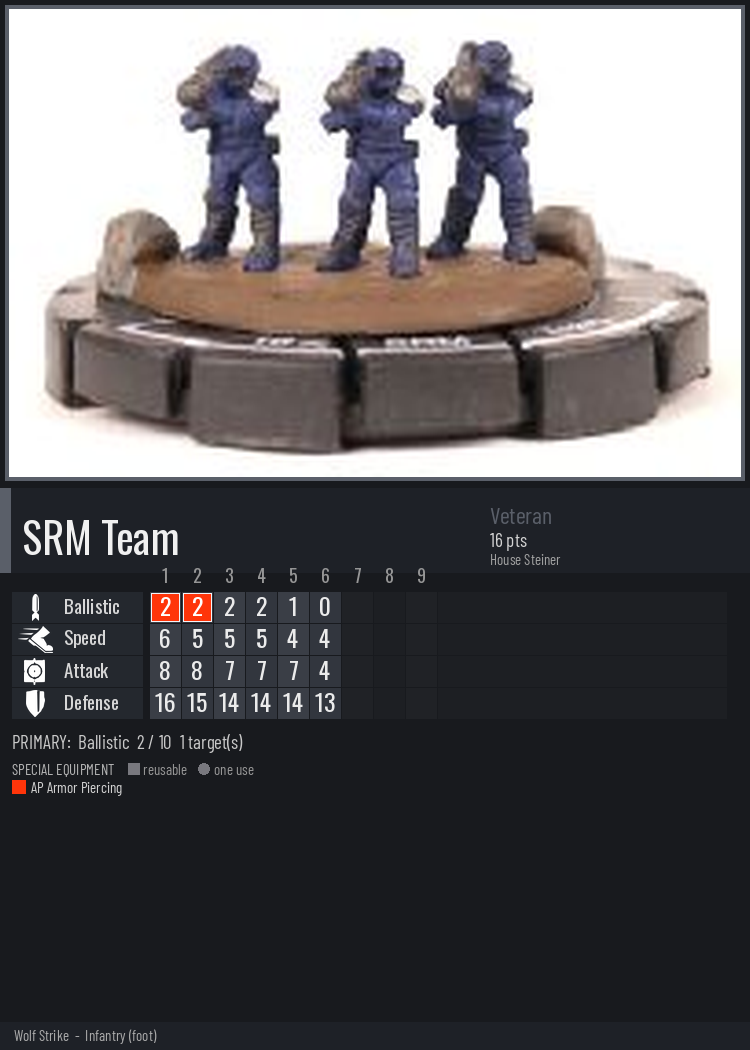 SRM
SRM Team
Veteran
16 pts
House Steiner
1 2 3 4 5 6 7 8 9
Ballistic 2 2 2 2 1 0
Speed 6 5 5 5 4 4
Attack 8 8 7 7 7 4
Defense 16 15 14 14 14 13
PRIMARY: Ballistic 2 / 10 1 target(s)
SPECIAL EQUIPMENT reusable one use
AP Armor Piercing
Wolf Strike - Infantry (foot)